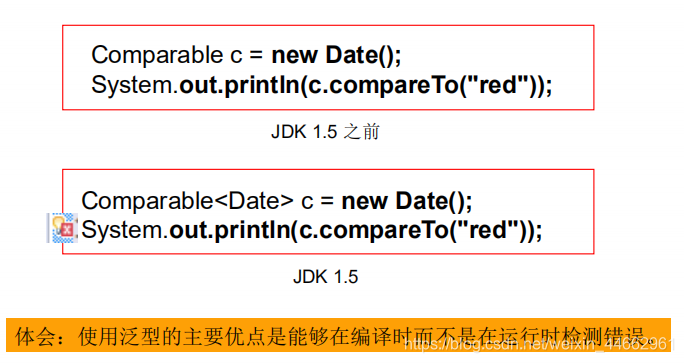 Comparable c = new Date();
System.out.println(c.compareTo("red"));
JDK 1.5 之前
Comparable<Date> c = new Date();
System.out.println(c.compareTo("red"));
JDK 1.5
体会：使用泛型的主要优点是能够在编译时而不是在运行时检测错误。
https://blog.csdn.net/weixin_44662961